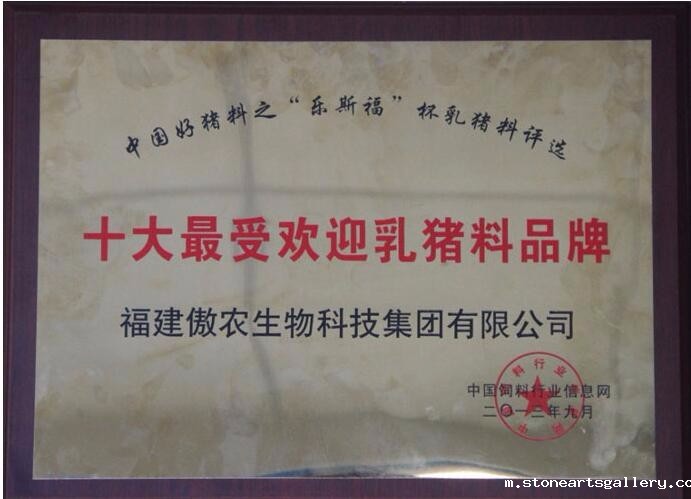 中国好猪料之“乐斯福”杯乳猪料评选
十大最受欢迎乳猪料品牌
福建傲农生物科技集团有限公司
中国饲料行业信息网
二〇一三年九月
m.stoneartsgallery.co